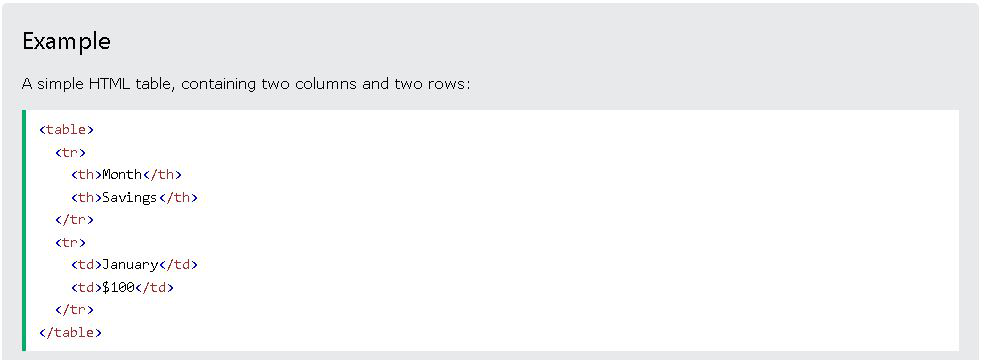 Example
A simple HTML table, containing two columns and two rows:
<table>
  <tr>
    <th>Month</th>
    <th>Savings</th>
  </tr>
  <tr>
    <td>January</td>
    <td>$100</td>
  </tr>
</table>